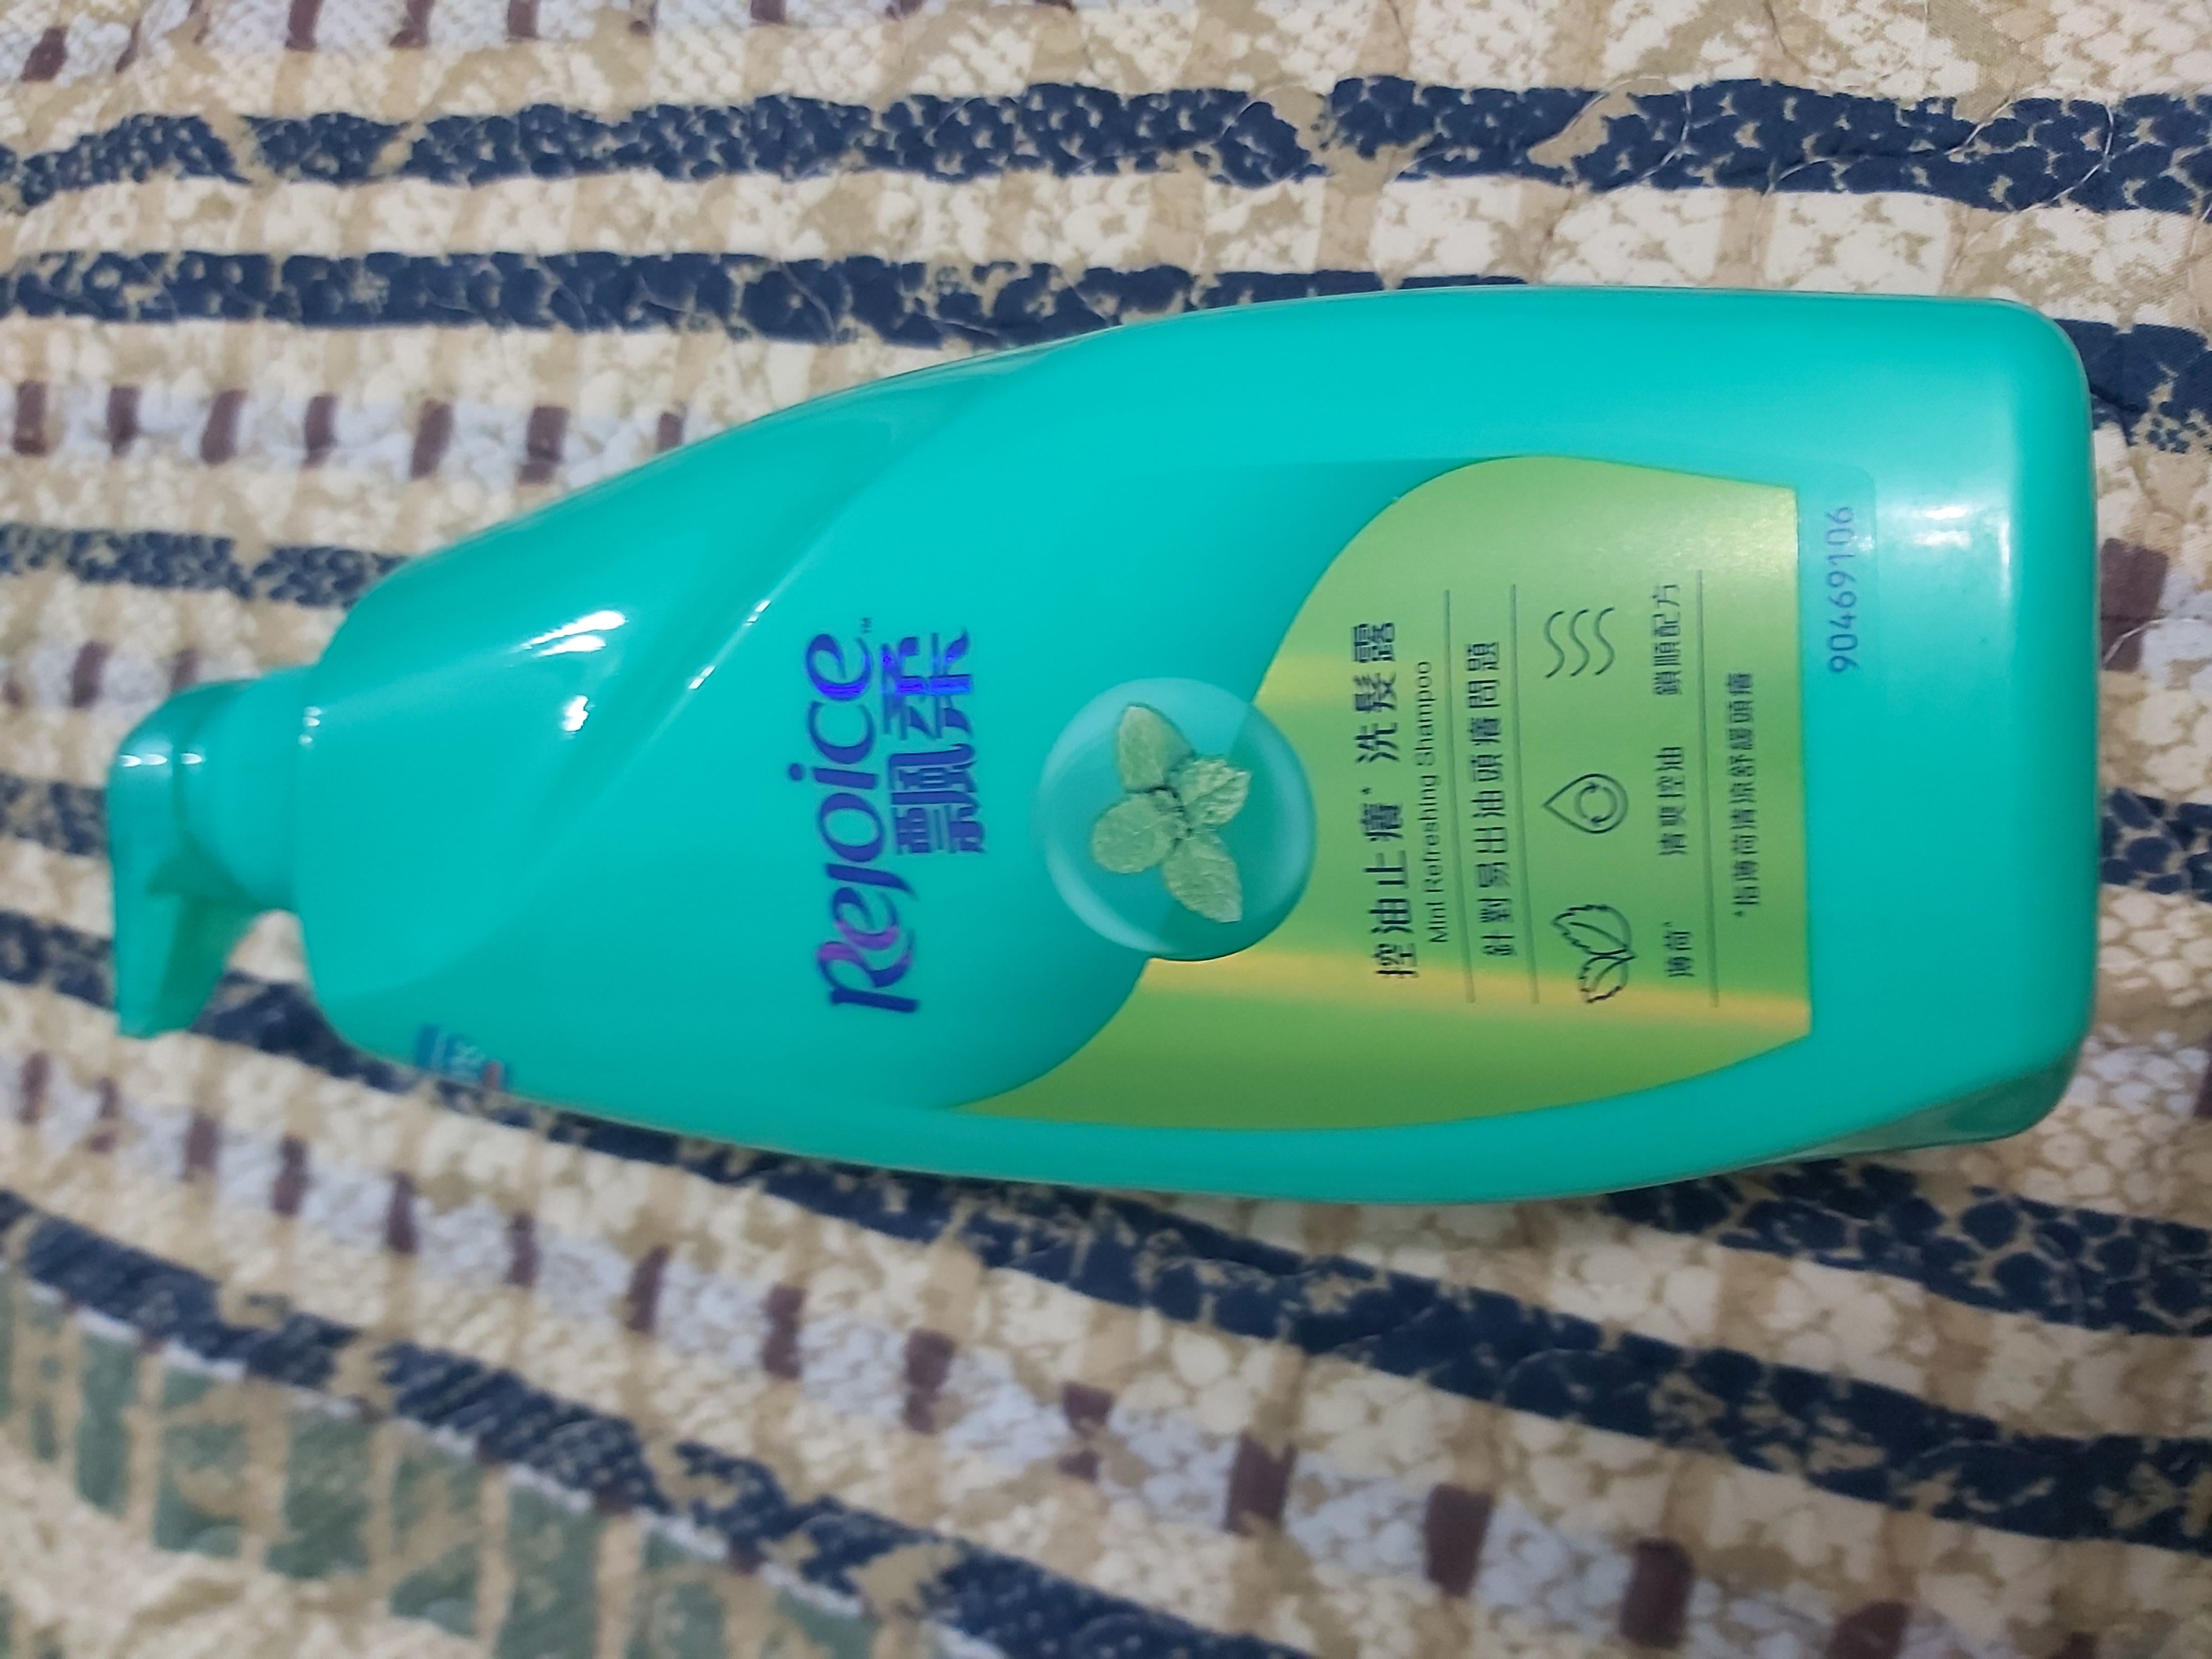 Rejoice™
飄柔
控油止癢* 洗髮露
Mint Refreshing Shampoo
針對易出油頭癢問題
薄荷^ 清爽控油 鎖順配方
*指薄荷清涼舒緩頭癢
90469106